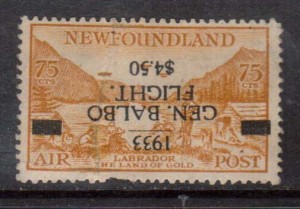 NEWFOUNDLAND
75 75
CTS CTS
1933
GEN. BALBO
FLIGHT.
$4.50
LABRADOR
AIR POST
THE LAND OF GOLD